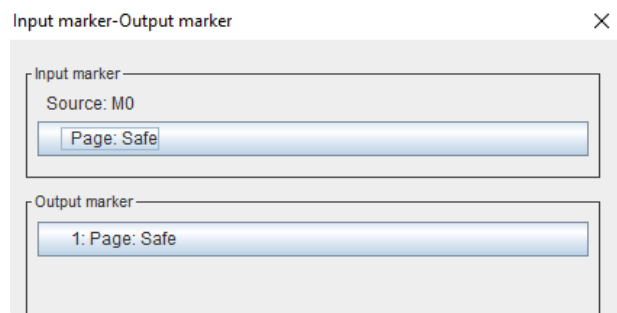 Input marker-Output marker
Input marker
Source: M0
Page: Safe
Output marker
1: Page: Safe